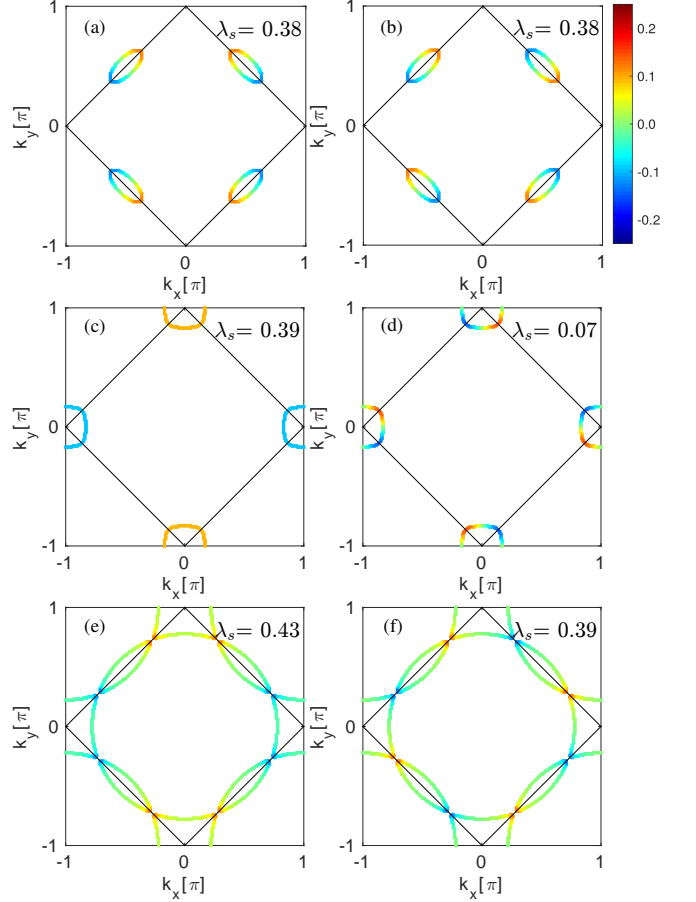 (a) λs= 0.38
(b) λs= 0.38
1
0
-1
ky[π]
-1 0 1
kx[π]
1
0
-1
ky[π]
-1 0 1
kx[π]
0.2
0.1
0.0
-0.1
-0.2
(c) λs= 0.39
(d) λs= 0.07
1
0
-1
ky[π]
-1 0 1
kx[π]
1
0
-1
ky[π]
-1 0 1
kx[π]
(e) λs= 0.43
(f) λs= 0.39
1
0
-1
ky[π]
-1 0 1
kx[π]
1
0
-1
ky[π]
-1 0 1
kx[π]